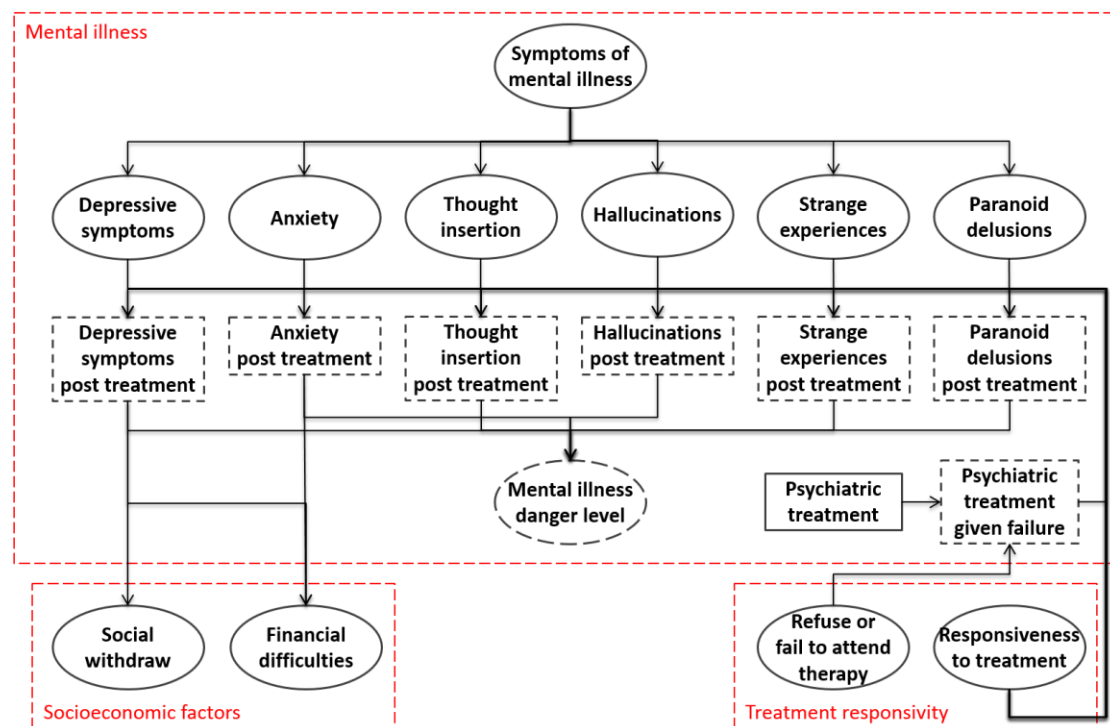 Mental illness
Symptoms of
mental illness
Depressive
symptoms
Anxiety
Thought
insertion
Hallucinations
Strange
experiences
Paranoid
delusions
Depressive
symptoms
post treatment
Anxiety
post treatment
Thought
insertion
post treatment
Hallucinations
post treatment
Strange
experiences
post treatment
Paranoid
delusions
post treatment
Mental illness
danger level
Psychiatric
treatment
Psychiatric
treatment
given failure
Social
withdraw
Financial
difficulties
Refuse or
fail to attend
therapy
Responsiveness
to treatment
Socioeconomic factors
Treatment responsivity